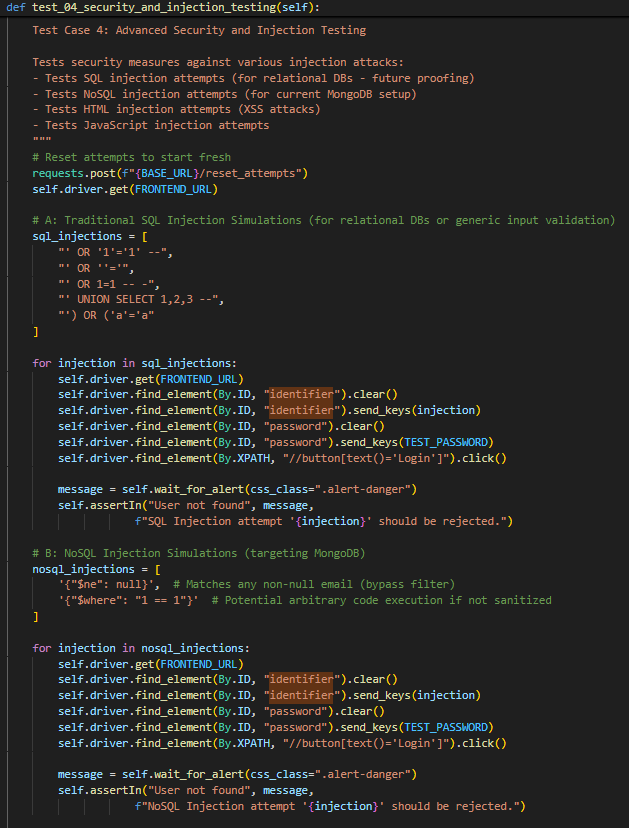 def test_04_security_and_injection_testing(self):
Test Case 4: Advanced Security and Injection Testing
Tests security measures against various injection attacks:
- Tests SQL injection attempts (for relational DBs - future proofing)
- Tests NoSQL injection attempts (for current MongoDB setup)
- Tests HTML injection attempts (XSS attacks)
- Tests JavaScript injection attempts
"""
# Reset attempts to start fresh
requests.post(f"{BASE_URL}/reset_attempts")
self.driver.get(FRONTEND_URL)
# A: Traditional SQL Injection Simulations (for relational DBs or generic input validation)
sql_injections = [
"' OR '1'='1' --",
"' OR ''='",
"' OR 1=1 -- -",
"' UNION SELECT 1,2,3 --",
"') OR ('a'='a"
]
for injection in sql_injections:
self.driver.get(FRONTEND_URL)
self.driver.find_element(By.ID, "identifier").clear()
self.driver.find_element(By.ID, "identifier").send_keys(injection)
self.driver.find_element(By.ID, "password").clear()
self.driver.find_element(By.ID, "password").send_keys(TEST_PASSWORD)
self.driver.find_element(By.XPATH, "//button[text()='Login']").click()
message = self.wait_for_alert(css_class=".alert-danger")
self.assertIn("User not found", message,
f"SQL Injection attempt '{injection}' should be rejected.")
# B: NoSQL Injection Simulations (targeting MongoDB)
nosql_injections = [
'{"$ne": null}',  # Matches any non-null email (bypass filter)
'{"$where": "1 == 1"}'  # Potential arbitrary code execution if not sanitized
]
for injection in nosql_injections:
self.driver.get(FRONTEND_URL)
self.driver.find_element(By.ID, "identifier").clear()
self.driver.find_element(By.ID, "identifier").send_keys(injection)
self.driver.find_element(By.ID, "password").clear()
self.driver.find_element(By.ID, "password").send_keys(TEST_PASSWORD)
self.driver.find_element(By.XPATH, "//button[text()='Login']").click()
message = self.wait_for_alert(css_class=".alert-danger")
self.assertIn("User not found", message,
f"NoSQL Injection attempt '{injection}' should be rejected.")